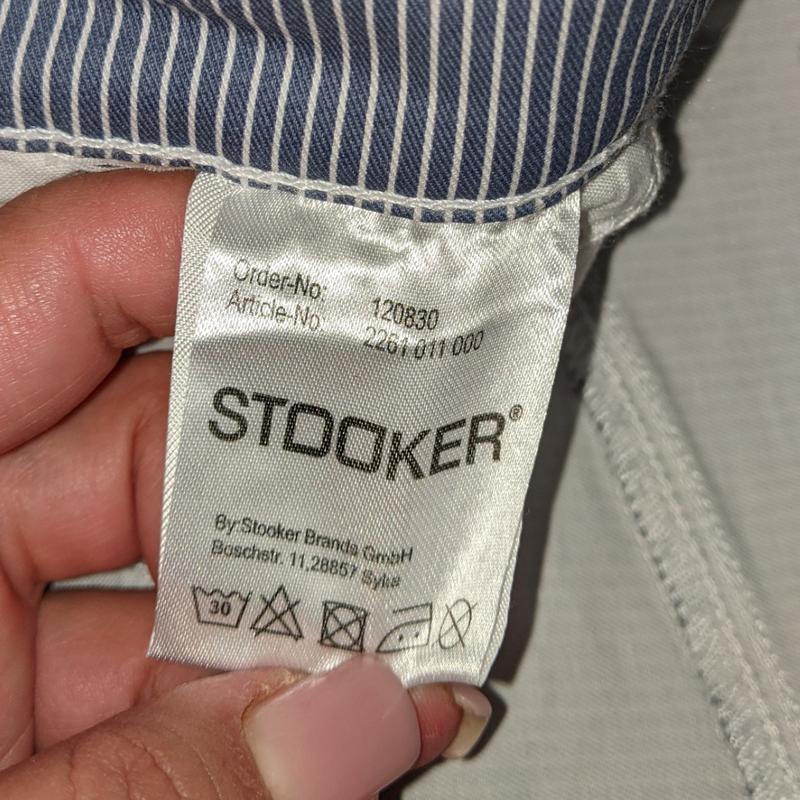 Order-No: 120830
Article-No: 2261 011 000
STOOKER®
By:Stooker Brands GmbH
Boschstr. 11,28857 Syke
30